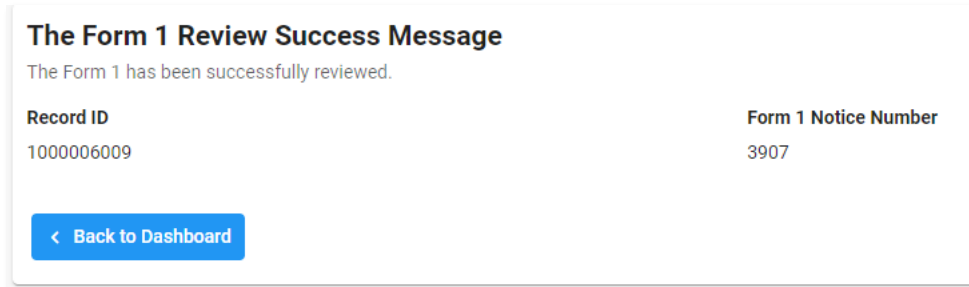 The Form 1 Review Success Message
The Form 1 has been successfully reviewed.
Record ID
Form 1 Notice Number
1000006009
3907
Back to Dashboard